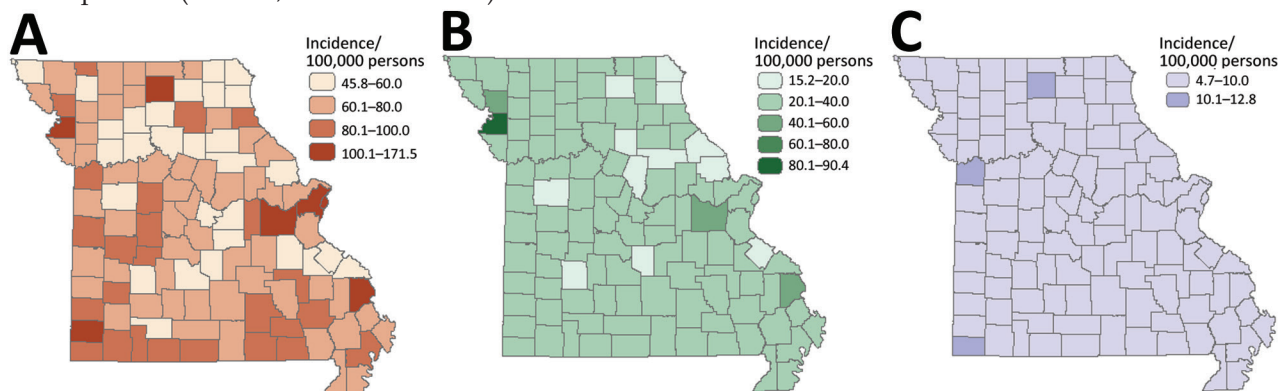 A
Incidence/
100,000 persons
45.8–60.0
60.1–80.0
80.1–100.0
100.1–171.5
B
Incidence/
100,000 persons
15.2–20.0
20.1–40.0
40.1–60.0
60.1–80.0
80.1–90.4
C
Incidence/
100,000 persons
4.7–10.0
10.1–12.8